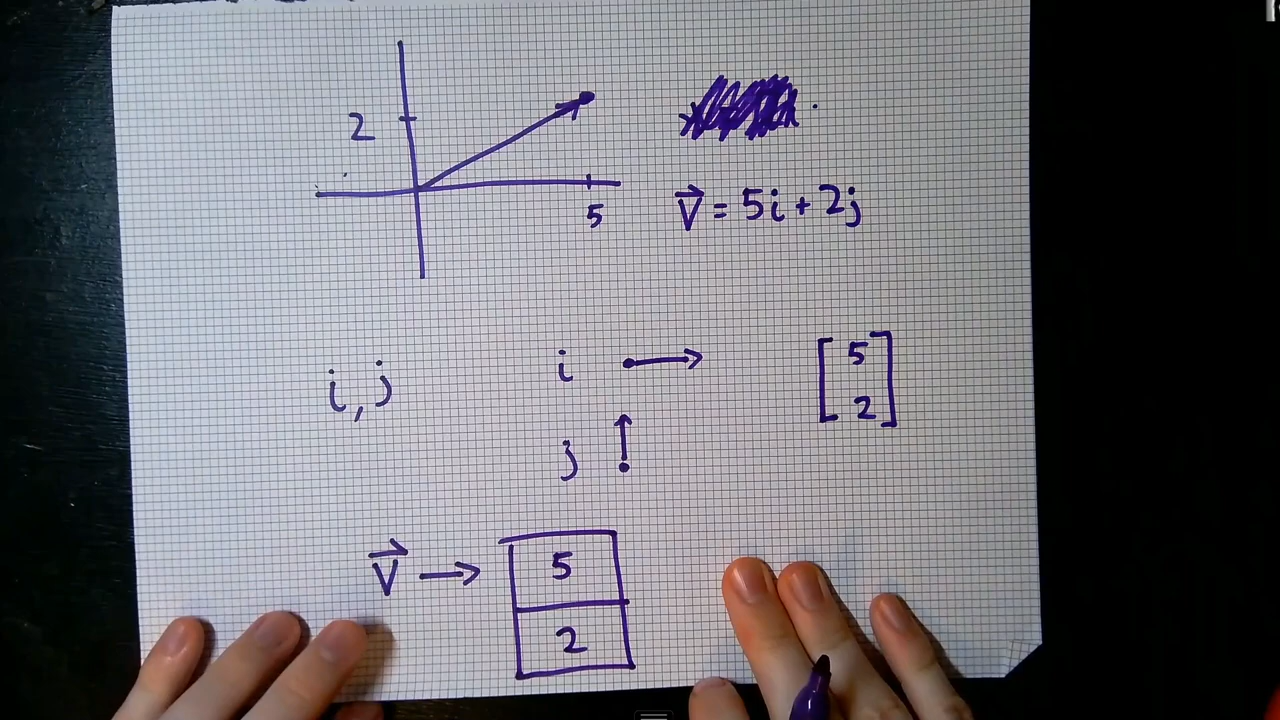 2
5
V⃗ = 5i + 2j
i, j
i
j
[5
2]
V⃗ →
5
2